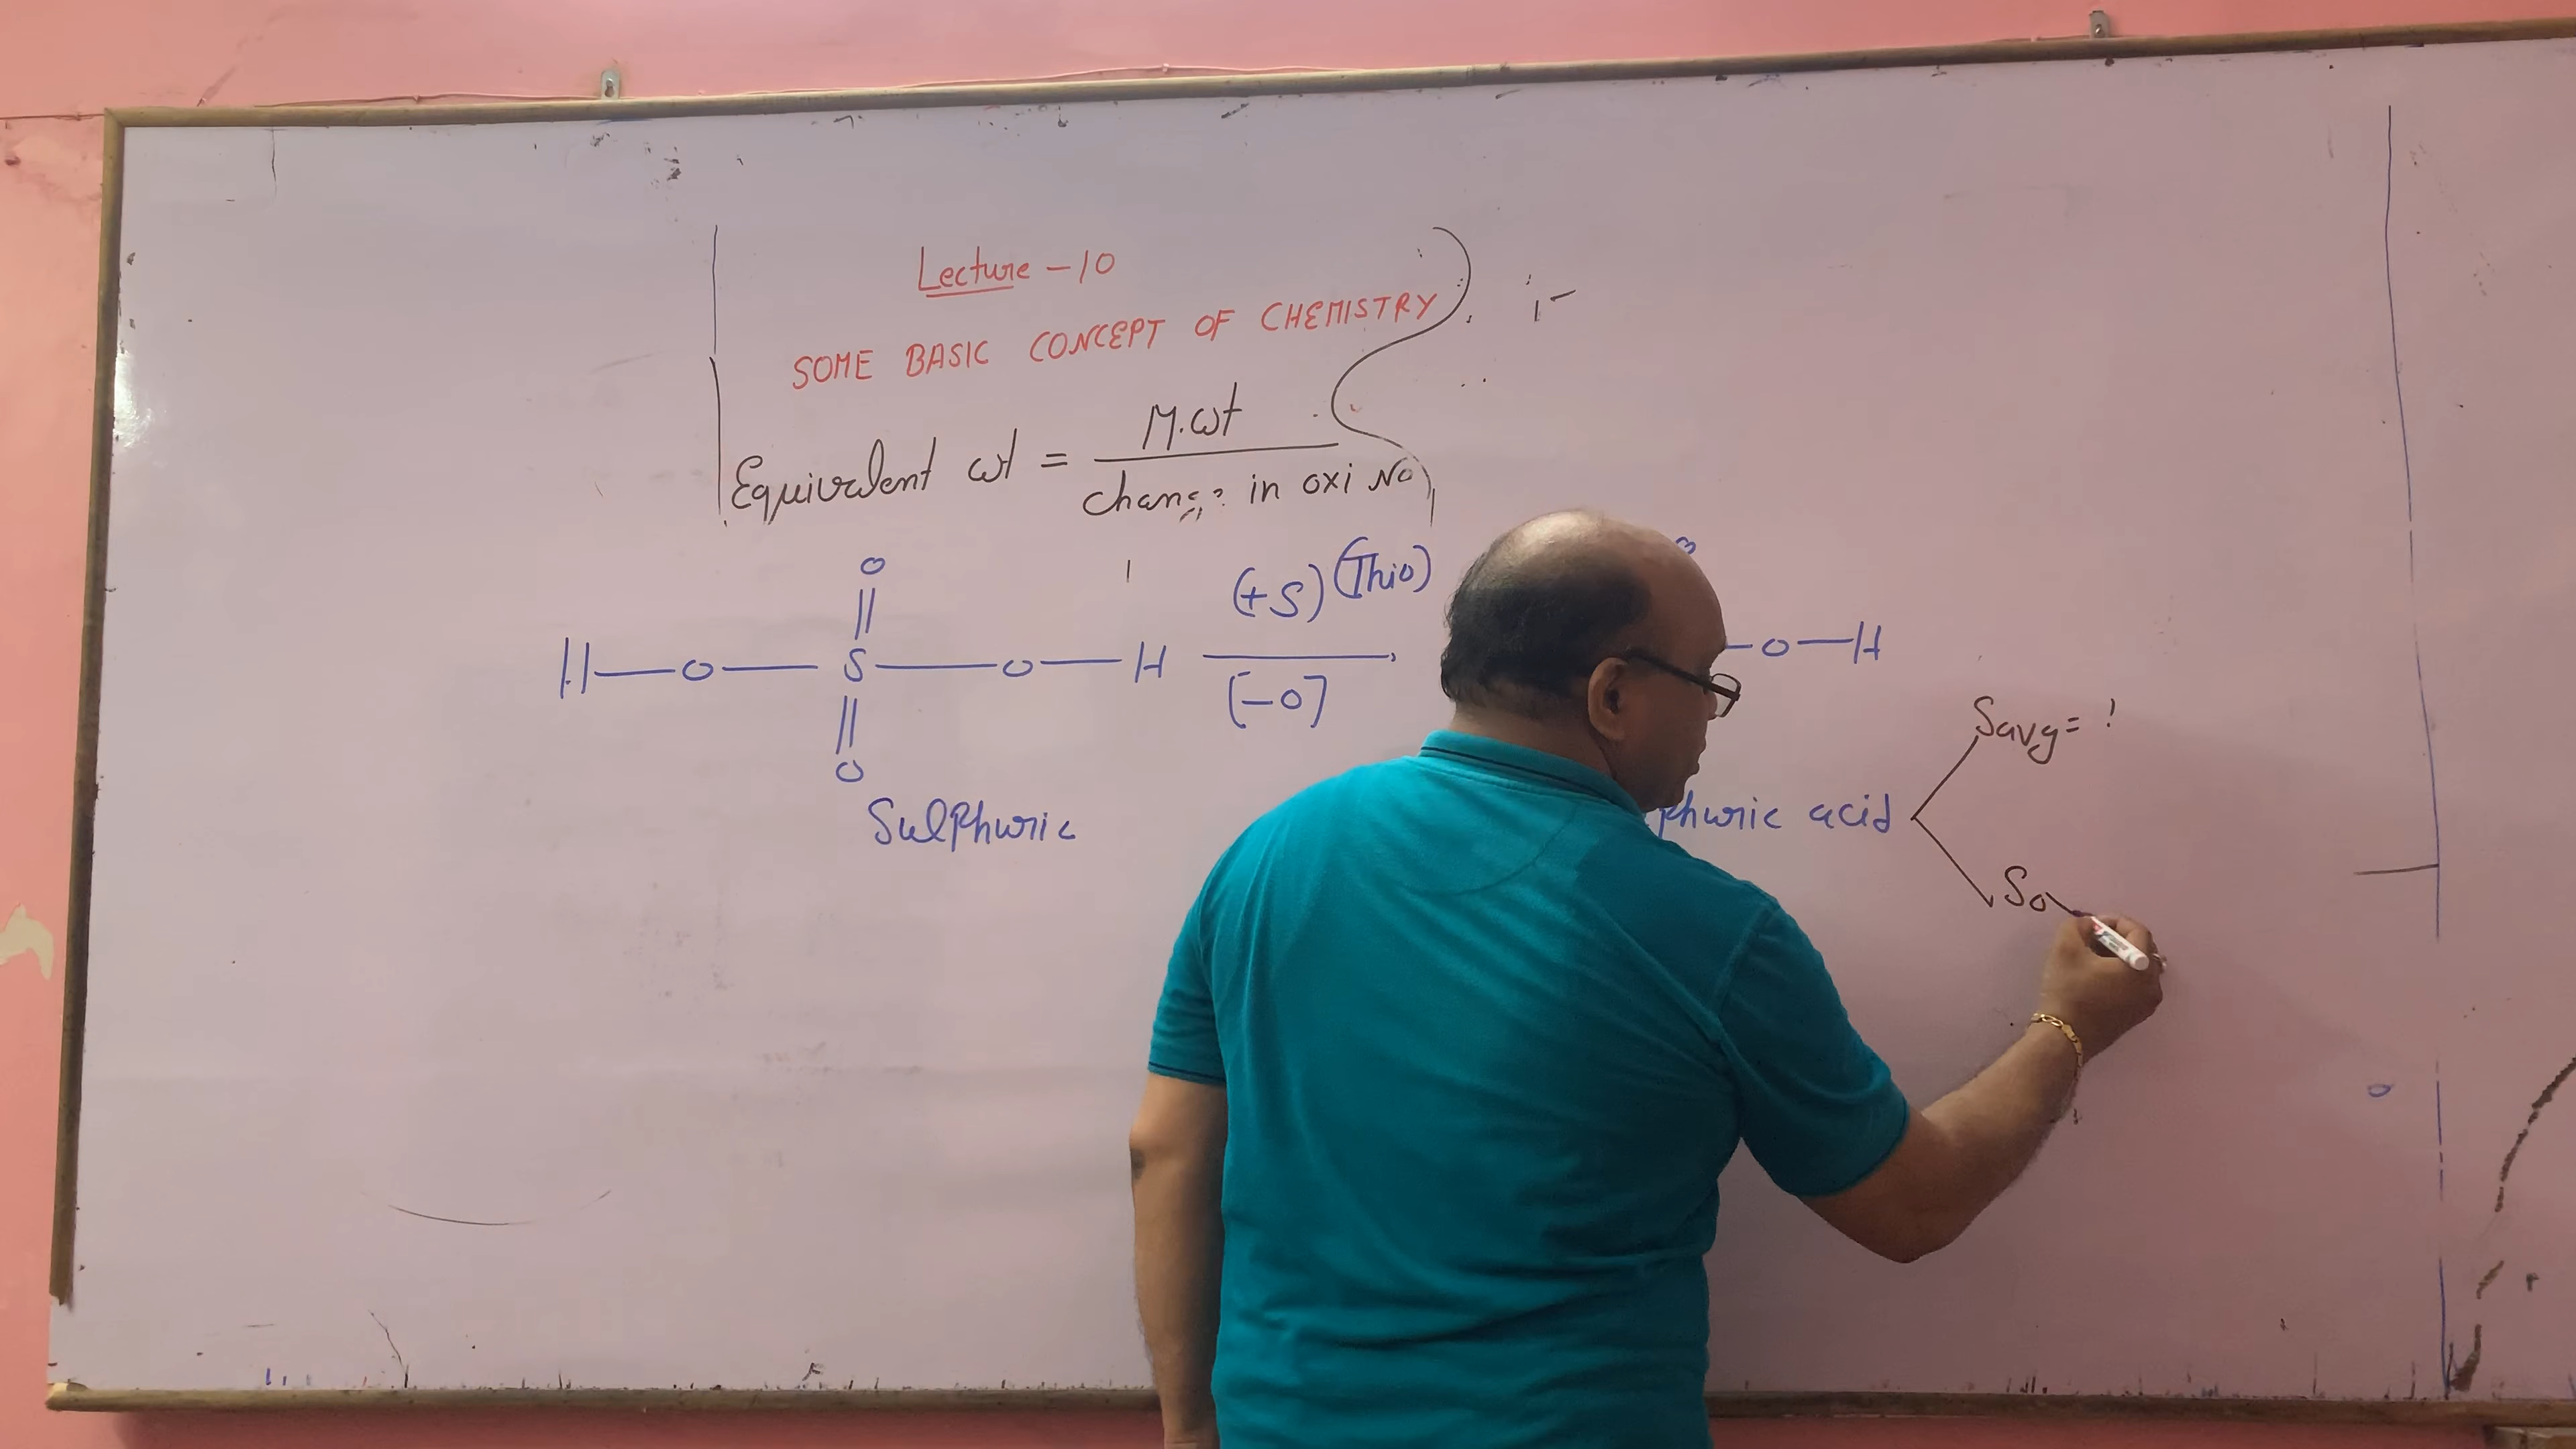 Lecture - 10
SOME BASIC CONCEPT OF CHEMISTRY
Equivalent wt = M.wt
change in oxi No
O
(+S) (Thio)
H—O—S—O—H
—O—H
[-O]
O
Savg = !
Sulphuric
phuric acid
So